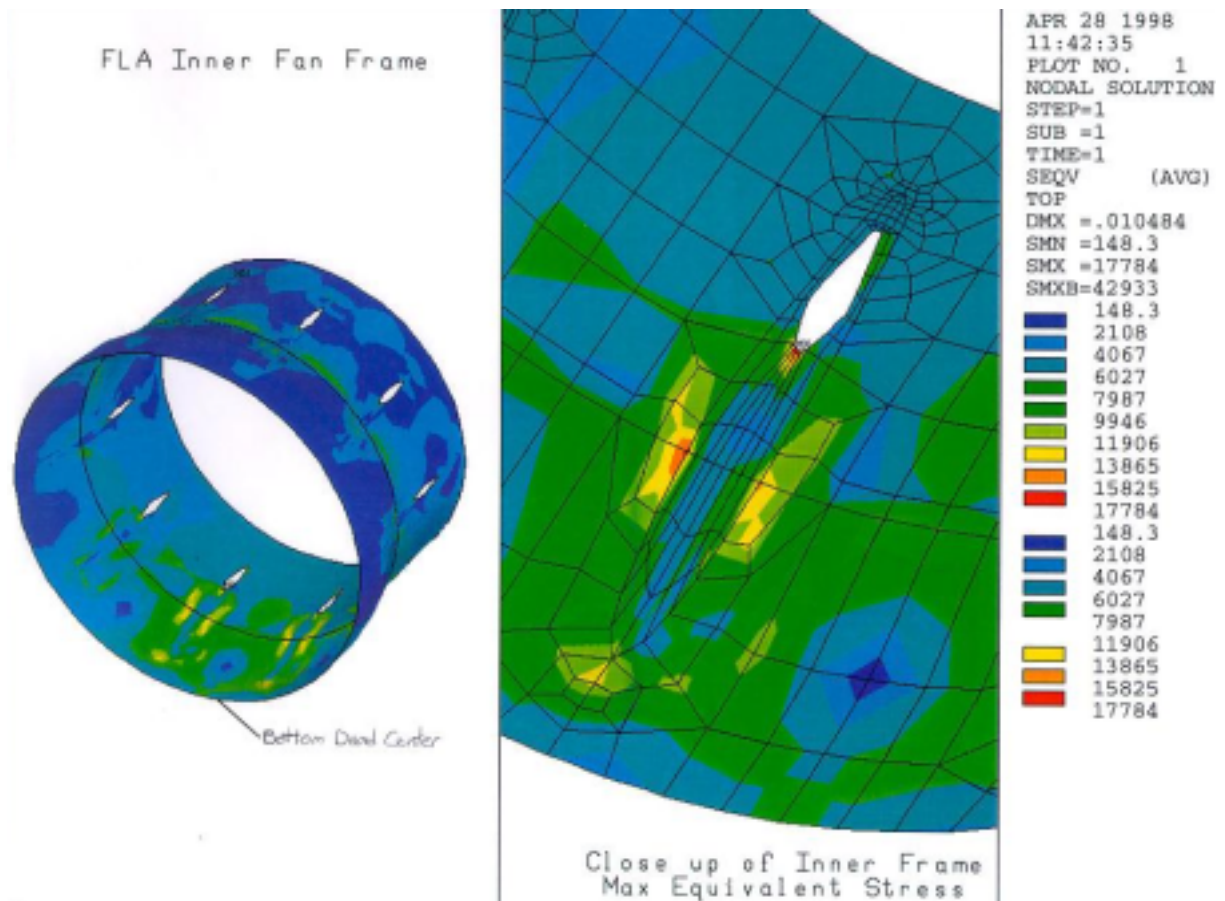 FLA Inner Fan Frame
Bottom Dead Center
Close up of Inner Frame
Max Equivalent Stress
APR 28 1998
11:42:35
PLOT NO. 1
NODAL SOLUTION
STEP=1
SUB =1
TIME=1
SEQV (AVG)
TOP
DMX =.010484
SMN =148.3
SMX =17784
SMXB=42933
148.3
2108
4067
6027
7987
9946
11906
13865
15825
17784
148.3
2108
4067
6027
7987
11906
13865
15825
17784